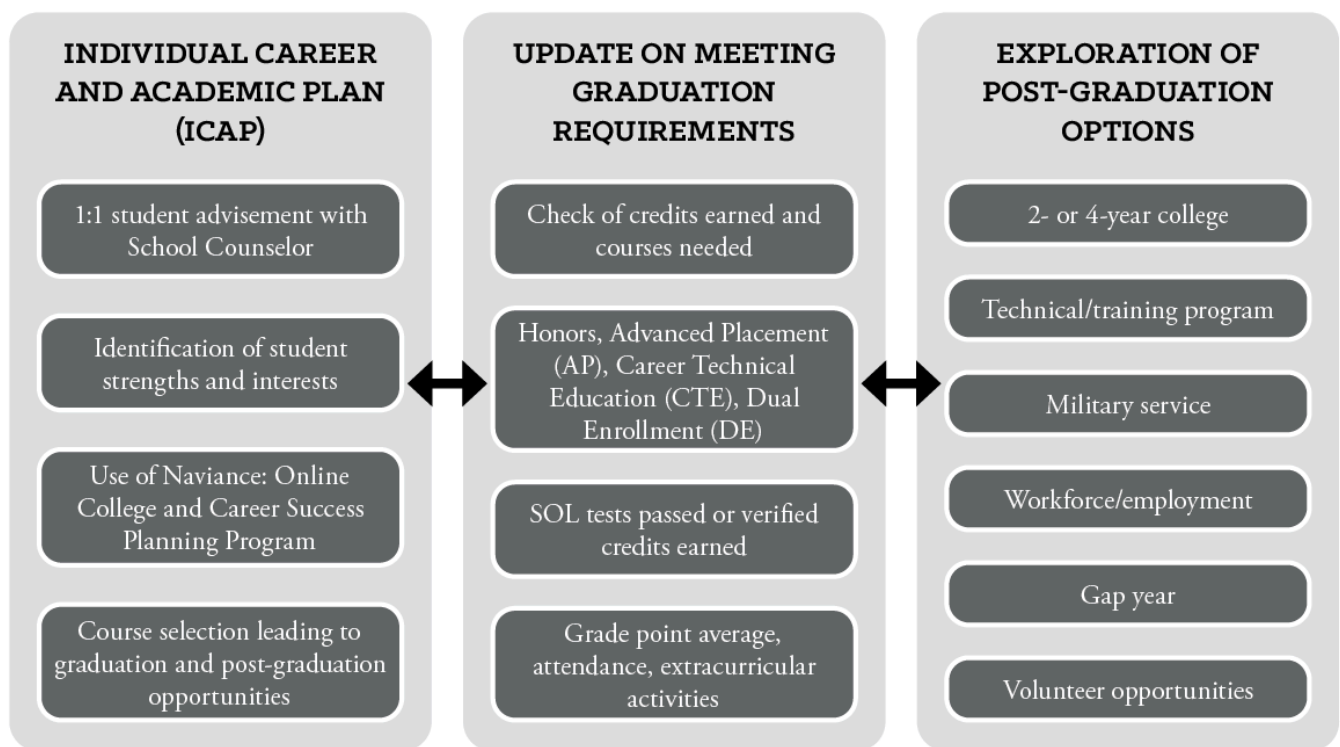 INDIVIDUAL CAREER
AND ACADEMIC PLAN
(ICAP)
1:1 student advisement with
School Counselor
Identification of student
strengths and interests
Use of Naviance: Online
College and Career Success
Planning Program
Course selection leading to
graduation and post-graduation
opportunities
UPDATE ON MEETING
GRADUATION
REQUIREMENTS
Check of credits earned and
courses needed
Honors, Advanced Placement
(AP), Career Technical
Education (CTE), Dual
Enrollment (DE)
SOL tests passed or verified
credits earned
Grade point average,
attendance, extracurricular
activities
EXPLORATION OF
POST-GRADUATION
OPTIONS
2- or 4-year college
Technical/training program
Military service
Workforce/employment
Gap year
Volunteer opportunities